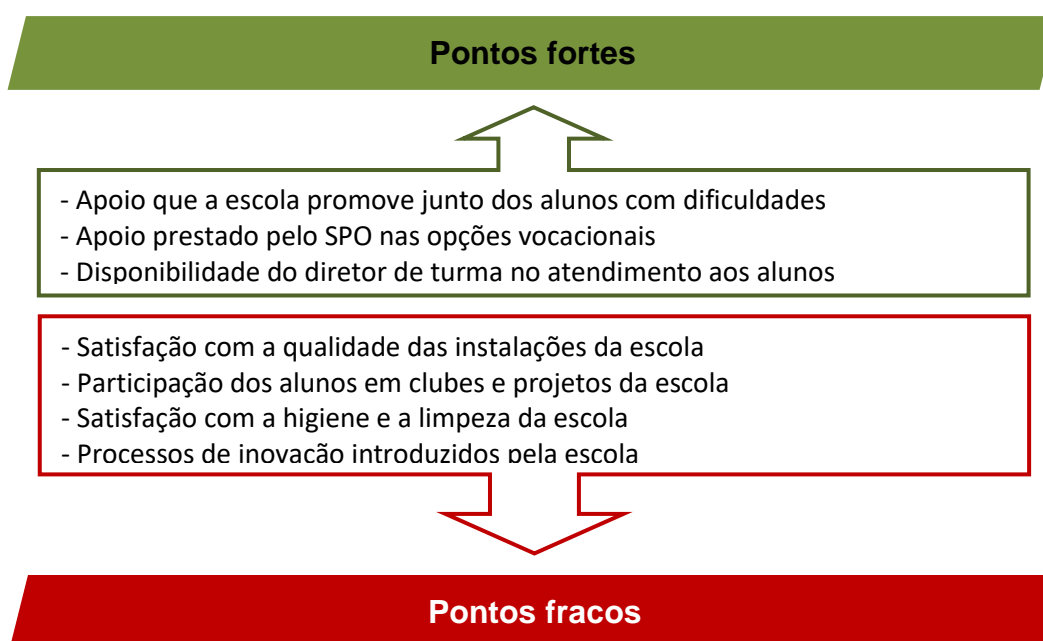 Pontos fortes
- Apoio que a escola promove junto dos alunos com dificuldades
- Apoio prestado pelo SPO nas opções vocacionais
- Disponibilidade do diretor de turma no atendimento aos alunos
- Satisfação com a qualidade das instalações da escola
- Participação dos alunos em clubes e projetos da escola
- Satisfação com a higiene e a limpeza da escola
- Processos de inovação introduzidos pela escola
Pontos fracos